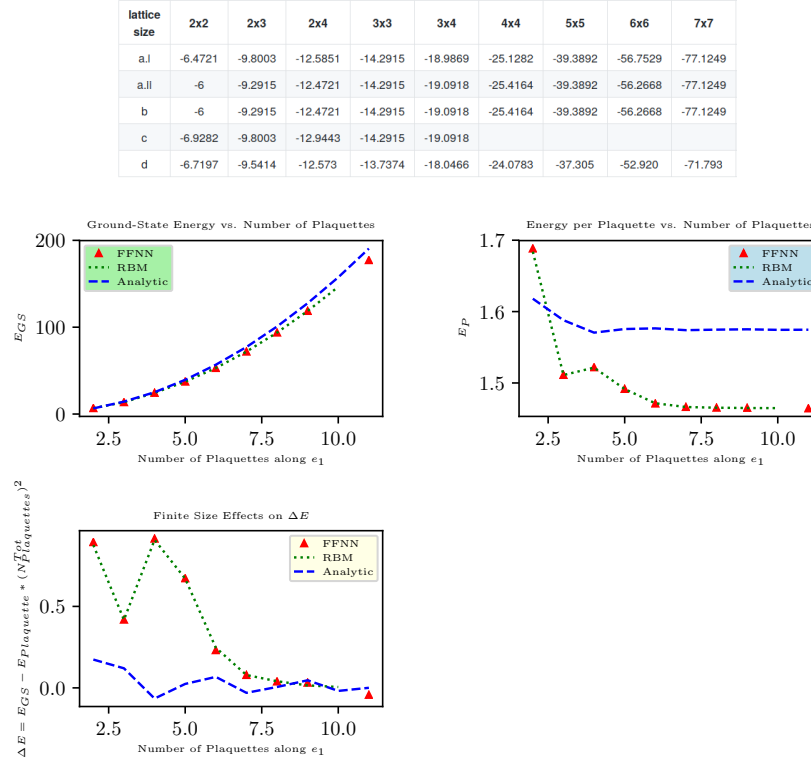 lattice size 2x2 2x3 2x4 3x3 3x4 4x4 5x5 6x6 7x7
a.I -6.4721 -9.8003 -12.5851 -14.2915 -18.9869 -25.1282 -39.3892 -56.7529 -77.1249
a.II -6 -9.2915 -12.4721 -14.2915 -19.0918 -25.4164 -39.3892 -56.2668 -77.1249
b -6 -9.2915 -12.4721 -14.2915 -19.0918 -25.4164 -39.3892 -56.2668 -77.1249
c -6.9282 -9.8003 -12.9443 -14.2915 -19.0918
d -6.7197 -9.5414 -12.573 -13.7374 -18.0466 -24.0783 -37.305 -52.920 -71.793
Ground-State Energy vs. Number of Plaquettes
200
100
0
E_{GS}
FFNN
RBM
Analytic
2.5 5.0 7.5 10.0
Number of Plaquettes along e_1
Energy per Plaquette vs. Number of Plaquettes
1.7
1.6
1.5
E_P
FFNN
RBM
Analytic
2.5 5.0 7.5 10.0
Number of Plaquettes along e_1
Finite Size Effects on ΔE
0.5
0.0
ΔE = E_{GS} − E_{Plaquette} * (N^{Tot}_{Plaquettes})^2
FFNN
RBM
Analytic
2.5 5.0 7.5 10.0
Number of Plaquettes along e_1